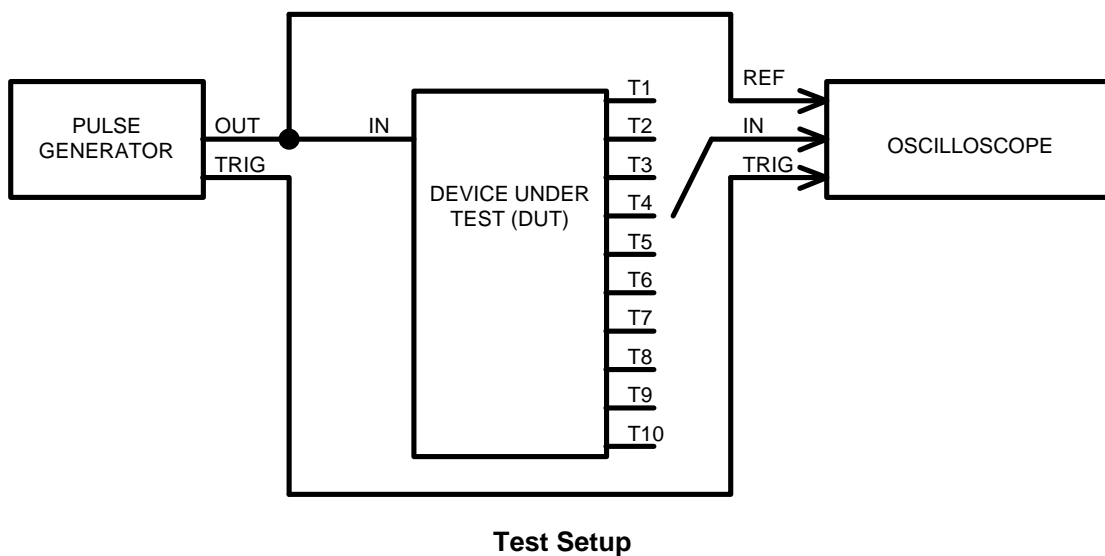 PULSE
GENERATOR
OUT
TRIG
IN
DEVICE UNDER
TEST (DUT)
T1
T2
T3
T4
T5
T6
T7
T8
T9
T10
REF
IN
TRIG
OSCILLOSCOPE
Test Setup